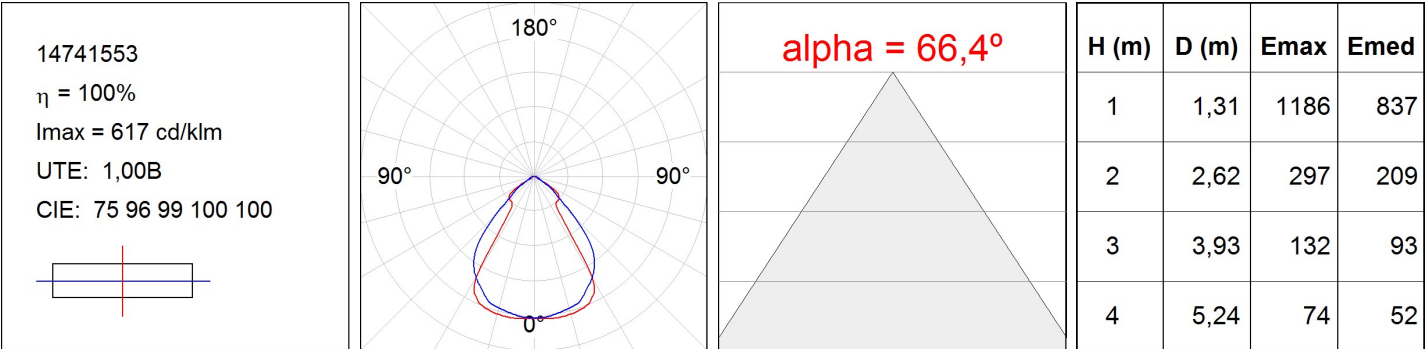 14741553
η = 100%
Imax = 617 cd/klm
UTE: 1,00B
CIE: 75 96 99 100 100
180°
90° 90°
0°
alpha = 66,4º
H (m) D (m) Emax Emed
1 1,31 1186 837
2 2,62 297 209
3 3,93 132 93
4 5,24 74 52